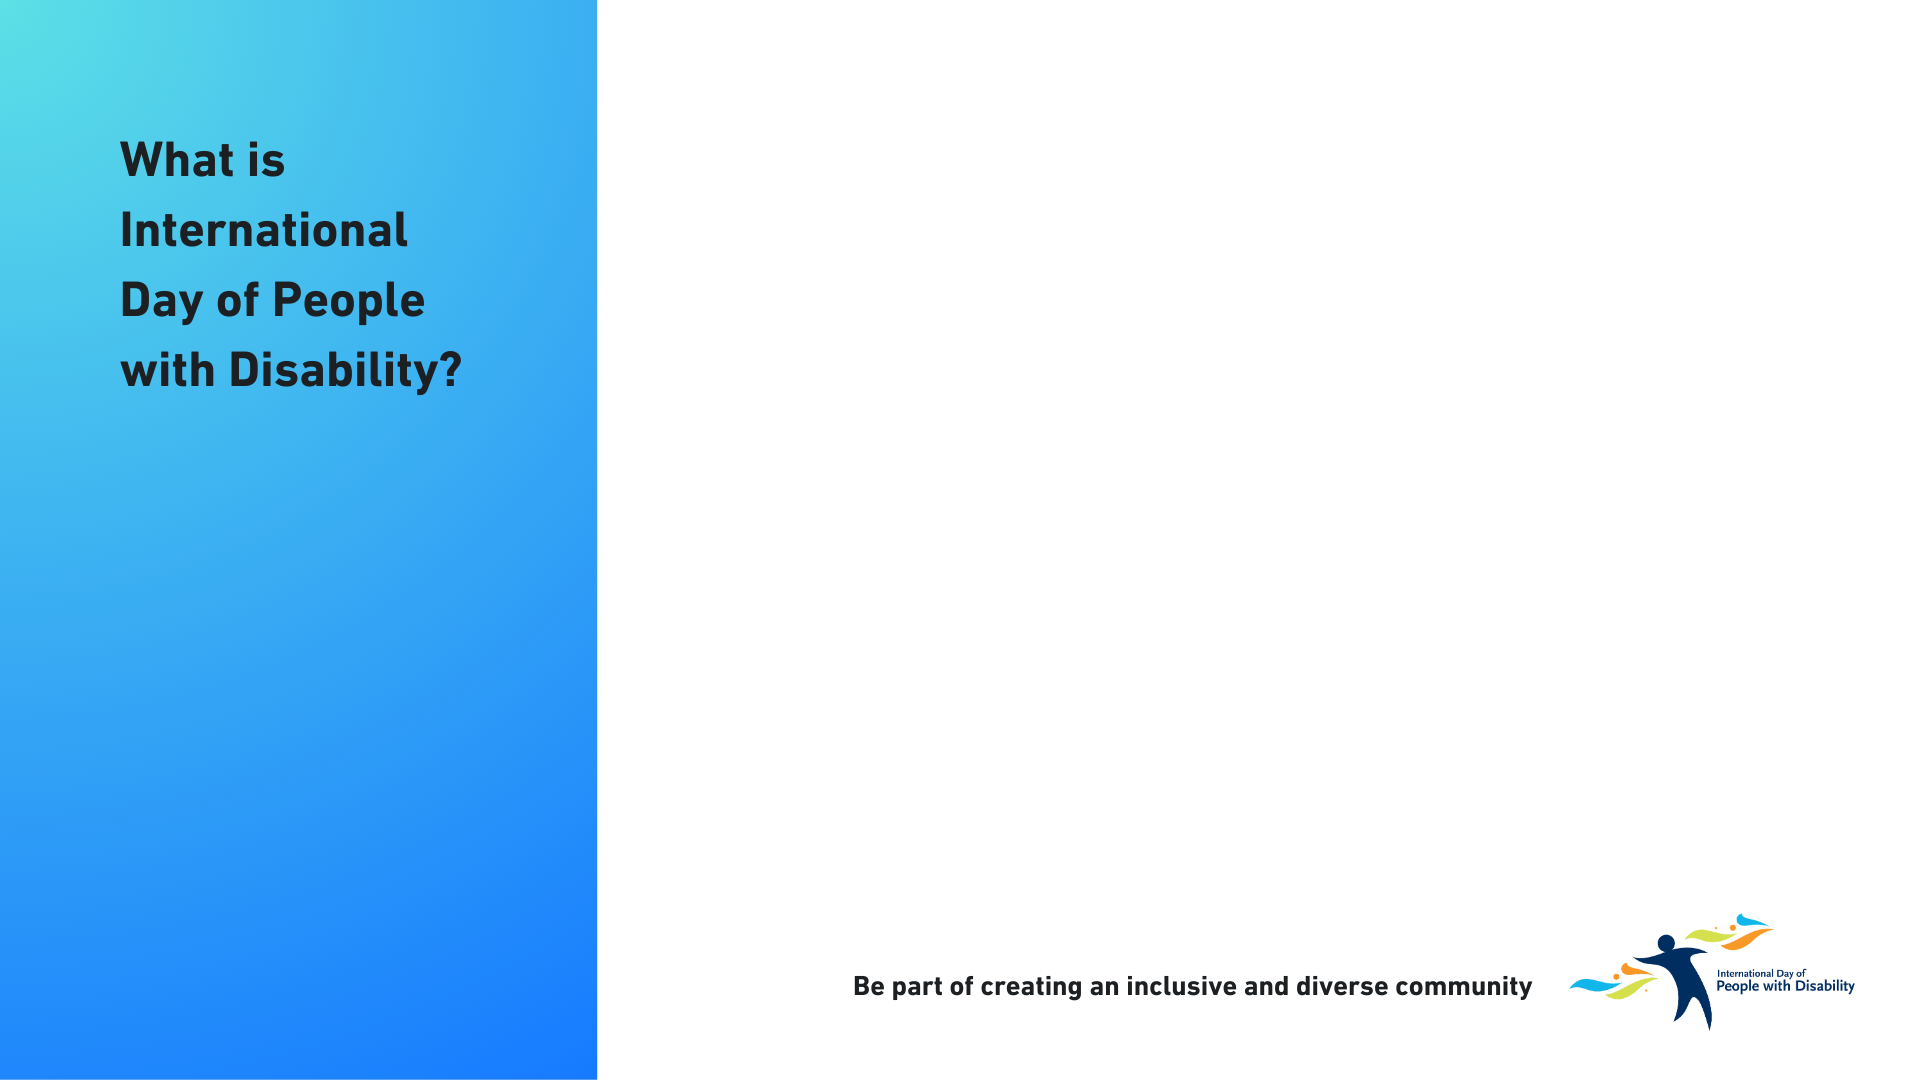 What is
International
Day of People
with Disability?
Be part of creating an inclusive and diverse community
International Day of
People with Disability